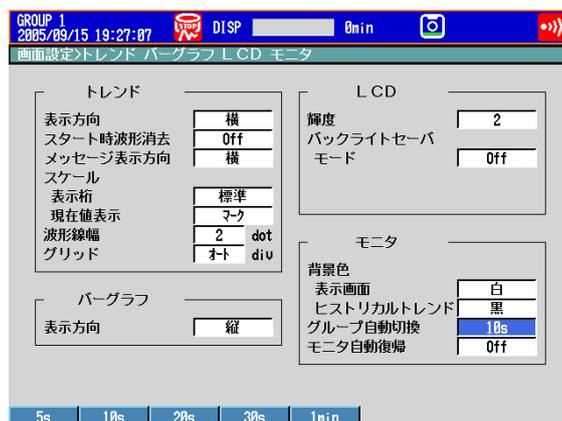 GROUP 1
2005/09/15 19:27:07
STOP
DISP
0min
画面設定>トレンド バーグラフ LCD モニタ
トレンド
表示方向 横
スタート時波形消去 Off
メッセージ表示方向 横
スケール
表示桁 標準
現在値表示 マーク
波形線幅 2 dot
グリッド オート div
バーグラフ
表示方向 縦
LCD
輝度 2
バックライトセーバ
モード Off
モニタ
背景色
表示画面 白
ヒストリカルトレンド 黒
グループ自動切換 10s
モニタ自動復帰 Off
5s 10s 20s 30s 1min